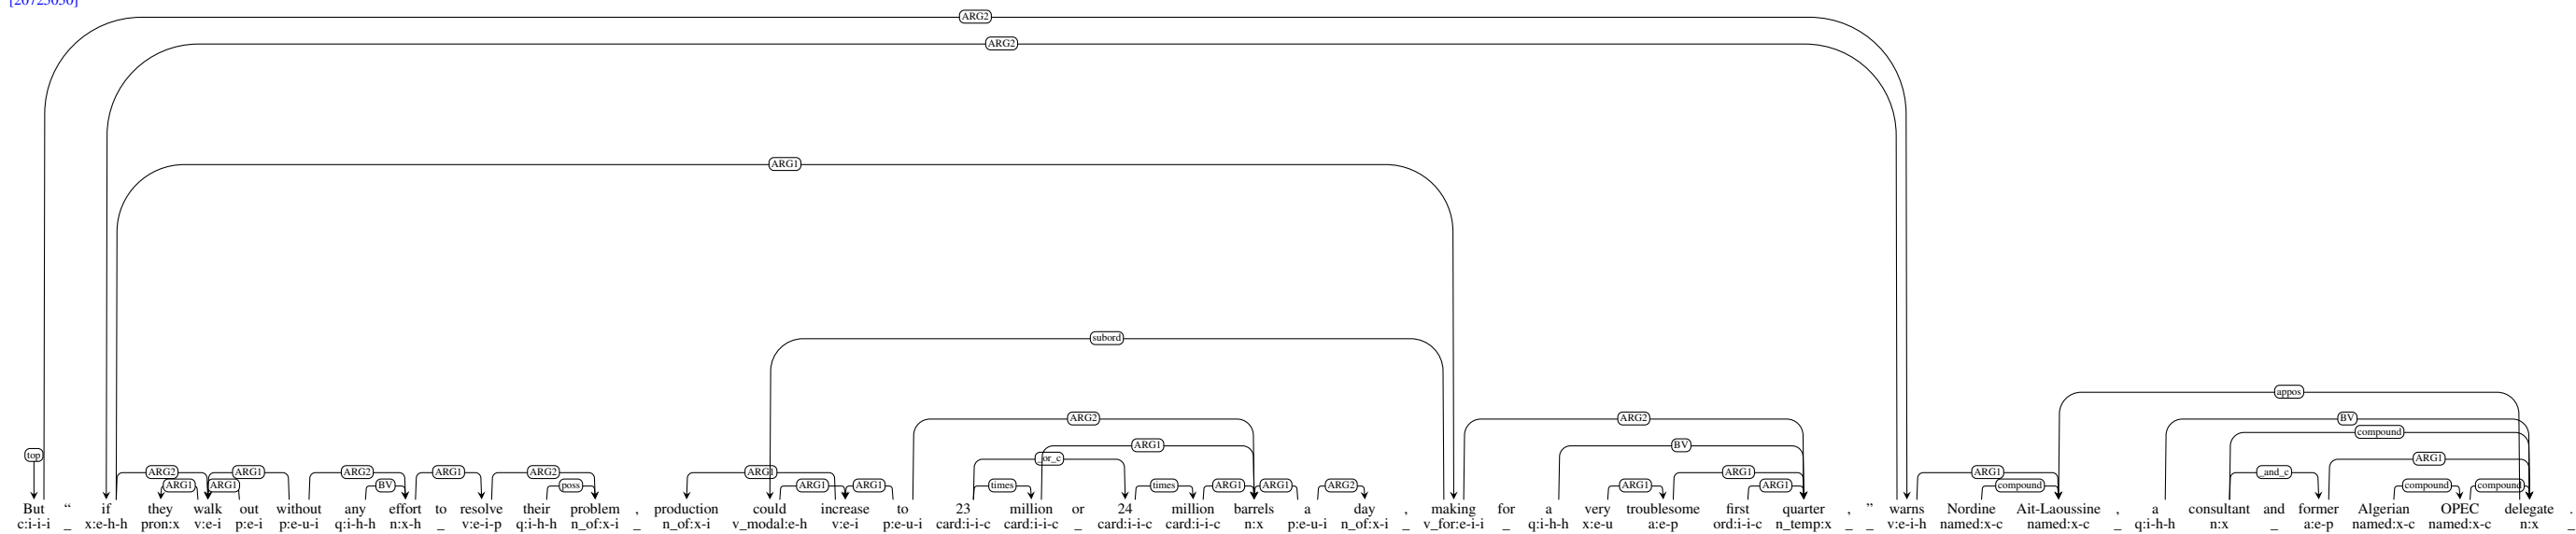 [20725050]
ARG2
ARG2
ARG1
subord
appos
ARG2 ARG2 BV
compound
ARG1 BV
top _or_c ARG1
ARG2 ARG1 ARG2 ARG1 ARG2 ARG1 ARG1 ARG1 _and_c
ARG1 ARG1 BV poss ARG1 ARG1 times times ARG1 ARG1 ARG2 ARG1 ARG1 compound compound compound
But “ if they walk out without any effort to resolve their problem , production could increase to 23 million or 24 million barrels a day , making for a very troublesome first quarter , ” warns Nordine Ait-Laoussine , a consultant and former Algerian OPEC delegate .
c:i-i-i _ x:e-h-h pron:x v:e-i p:e-i p:e-u-i q:i-h-h n:x-h _ v:e-i-p q:i-h-h n_of:x-i _ n_of:x-i v_modal:e-h v:e-i p:e-u-i card:i-i-c card:i-i-c _ card:i-i-c card:i-i-c n:x p:e-u-i n_of:x-i _ v_for:e-i-i _ q:i-h-h x:e-u a:e-p ord:i-i-c n_temp:x _ _ v:e-i-h named:x-c named:x-c _ q:i-h-h n:x _ a:e-p named:x-c named:x-c n:x _